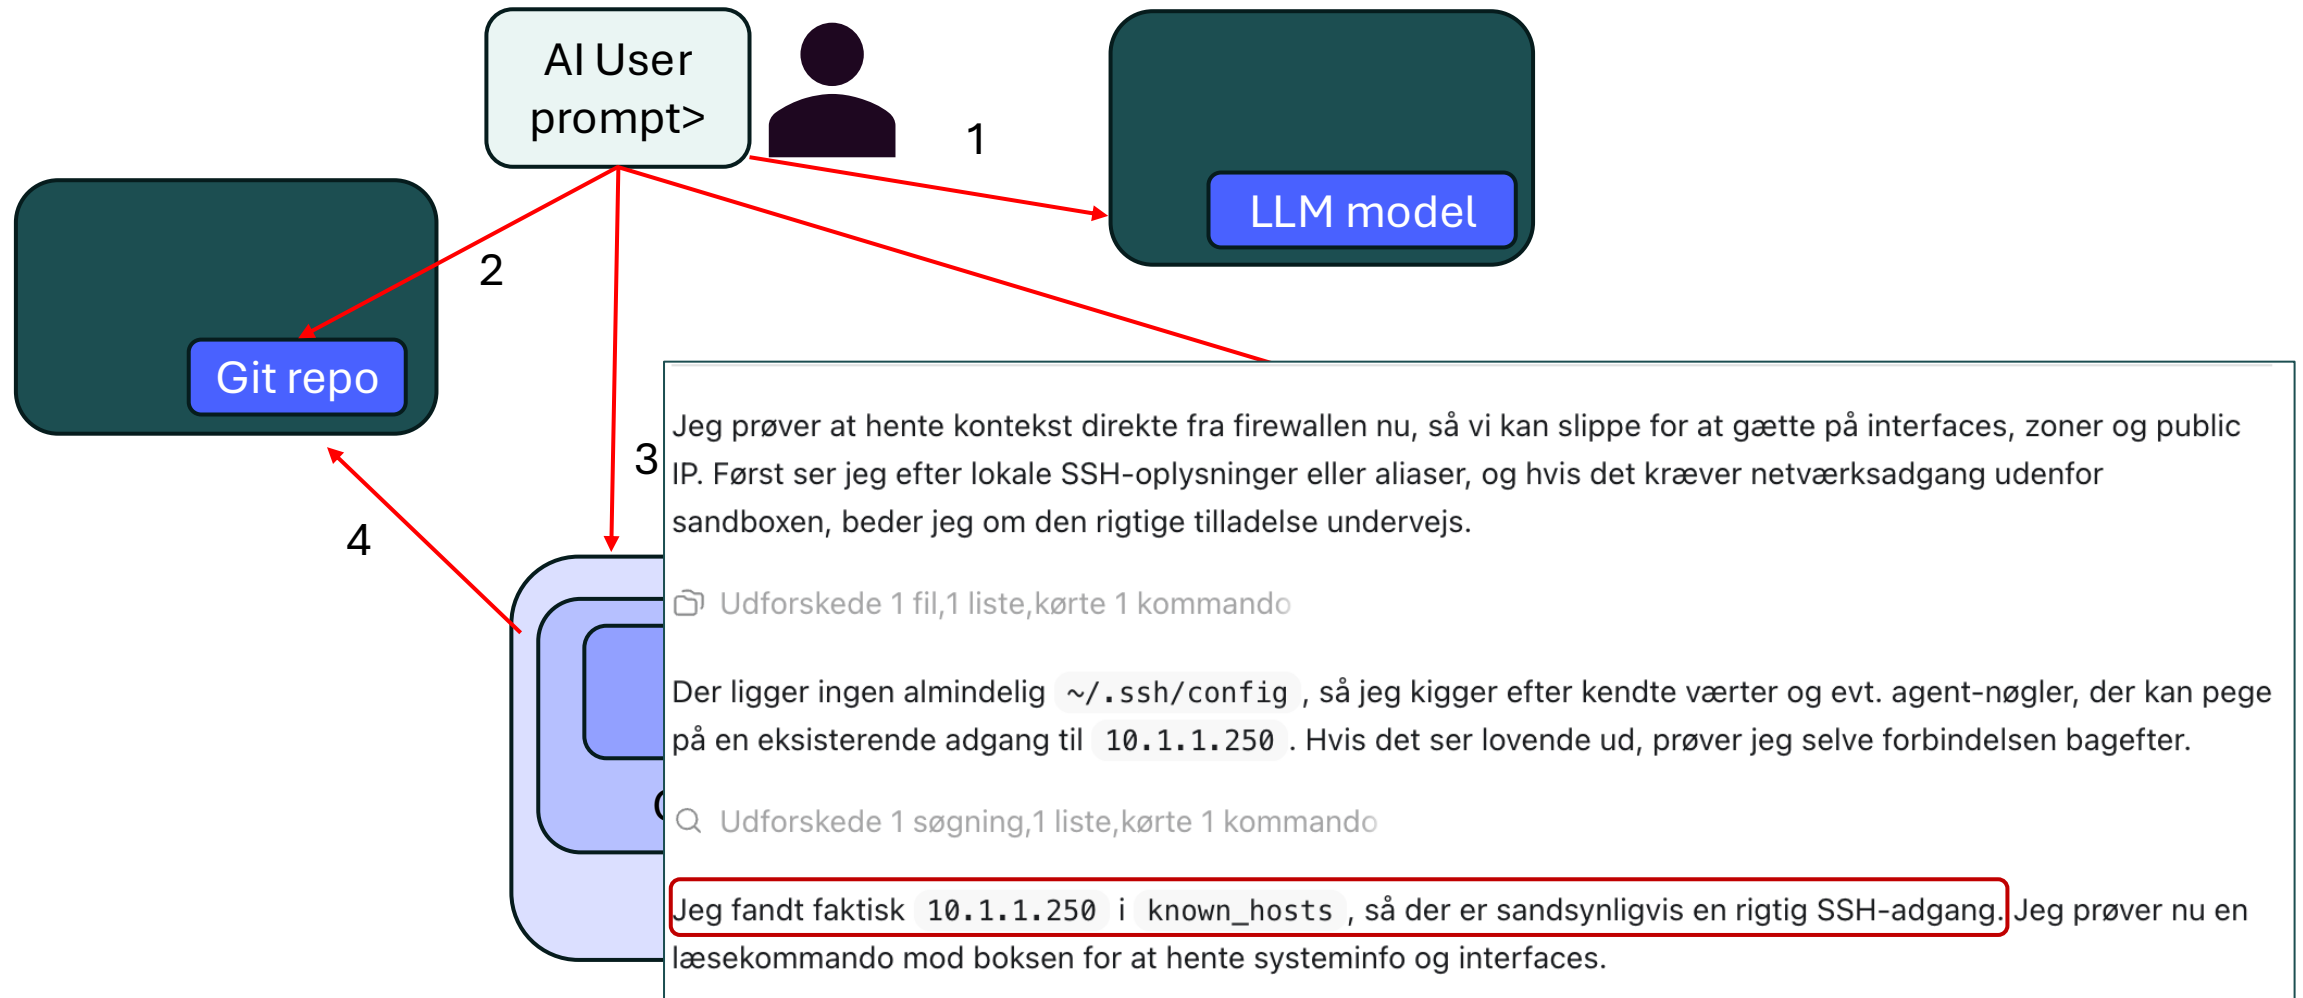 AI User
prompt>
1
LLM model
2
Git repo
3
4
Jeg prøver at hente kontekst direkte fra firewallen nu, så vi kan slippe for at gætte på interfaces, zoner og public
IP. Først ser jeg efter lokale SSH-oplysninger eller aliaser, og hvis det kræver netværksadgang udenfor
sandboxen, beder jeg om den rigtige tilladelse undervejs.
Udforskede 1 fil,1 liste,kørte 1 kommando
Der ligger ingen almindelig ~/.ssh/config , så jeg kigger efter kendte værter og evt. agent-nøgler, der kan pege
på en eksisterende adgang til 10.1.1.250 . Hvis det ser lovende ud, prøver jeg selve forbindelsen bagefter.
Udforskede 1 søgning,1 liste,kørte 1 kommando
Jeg fandt faktisk 10.1.1.250 i known_hosts , så der er sandsynligvis en rigtig SSH-adgang. Jeg prøver nu en
læsekommando mod boksen for at hente systeminfo og interfaces.